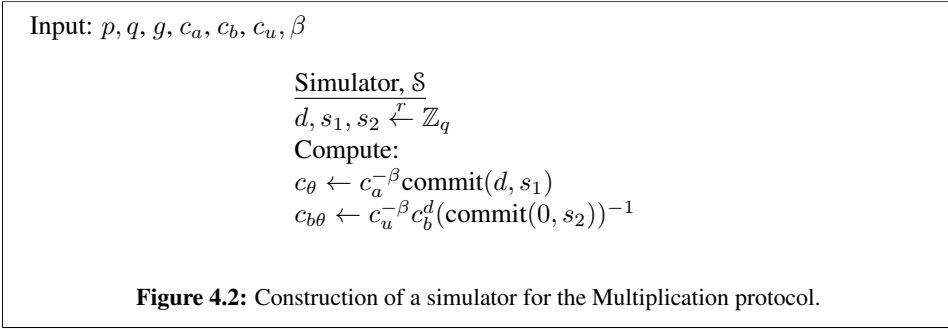 Input: p, q, g, c_a, c_b, c_u, β
Simulator, 𝒮
d, s_1, s_2 ←^r ℤ_q
Compute:
c_θ ← c_a^{-β} commit(d, s_1)
c_{bθ} ← c_u^{-β} c_b^d (commit(0, s_2))^{-1}
Figure 4.2: Construction of a simulator for the Multiplication protocol.